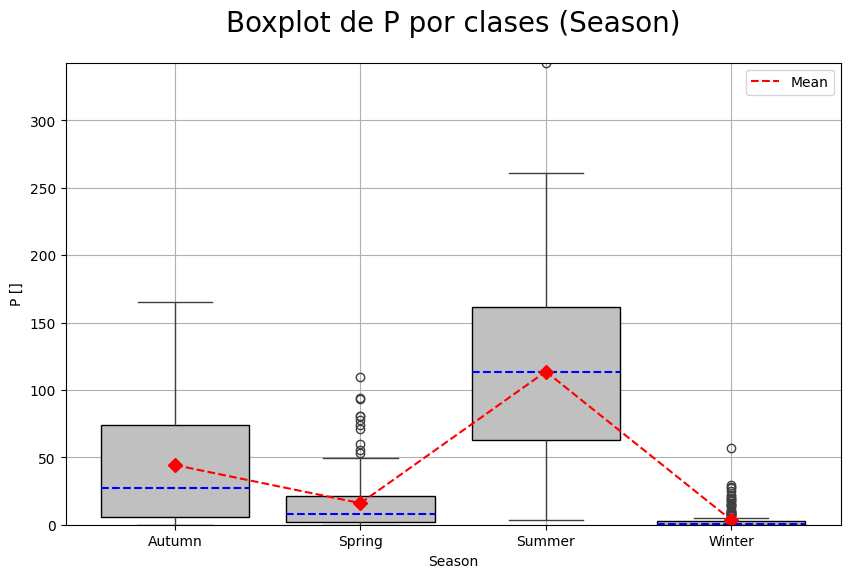 Boxplot de P por clases (Season)
Mean
300
250
200
150
100
50
0
P []
Autumn Spring Summer Winter
Season